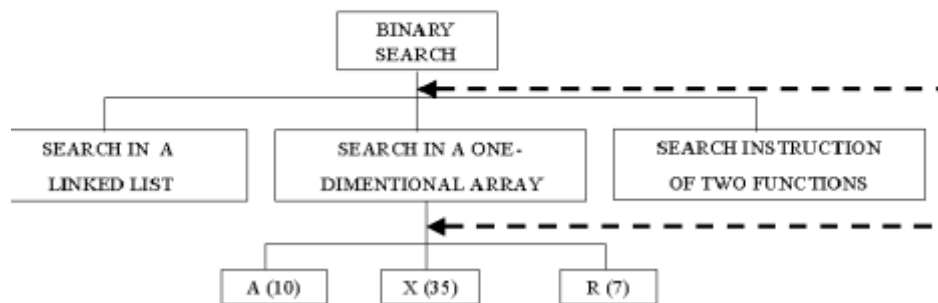 BINARY
SEARCH
SEARCH IN A
LINKED LIST
SEARCH IN A ONE-
DIMENTIONAL ARRAY
SEARCH INSTRUCTION
OF TWO FUNCTIONS
A (10)
X (35)
R (7)